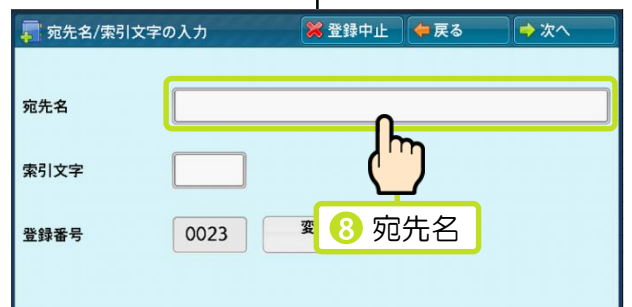 宛先名/索引文字の入力 登録中止 戻る 次へ
宛先名
索引文字
登録番号 0023 変
8 宛先名